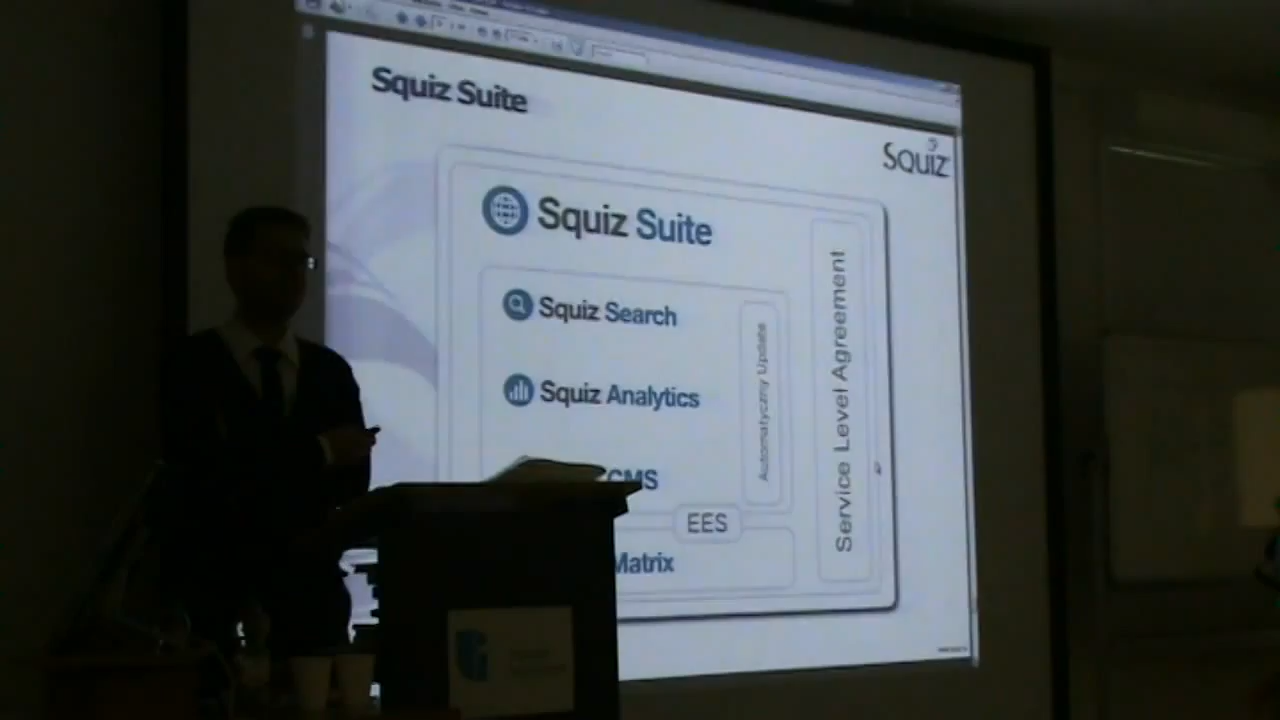 Squiz Suite
SQUIZ
Squiz Suite
Squiz Search
Squiz Analytics
CMS
EES
Matrix
Automatyczny Update
Service Level Agreement